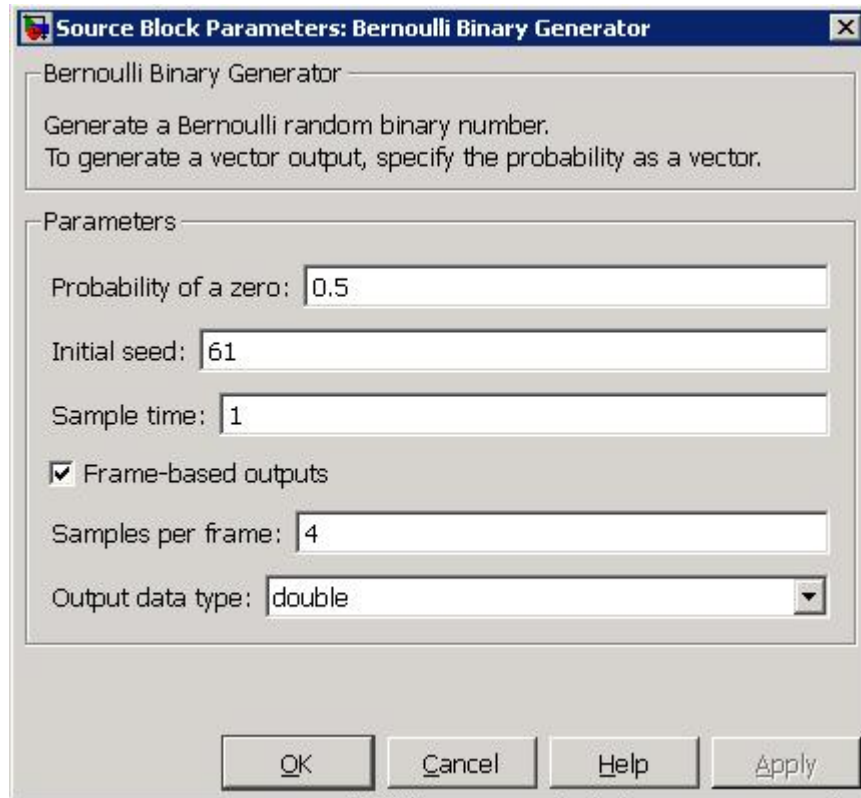 Source Block Parameters: Bernoulli Binary Generator
Bernoulli Binary Generator
Generate a Bernoulli random binary number.
To generate a vector output, specify the probability as a vector.
Parameters
Probability of a zero: 0.5
Initial seed: 61
Sample time: 1
Frame-based outputs
Samples per frame: 4
Output data type: double
OK Cancel Help Apply